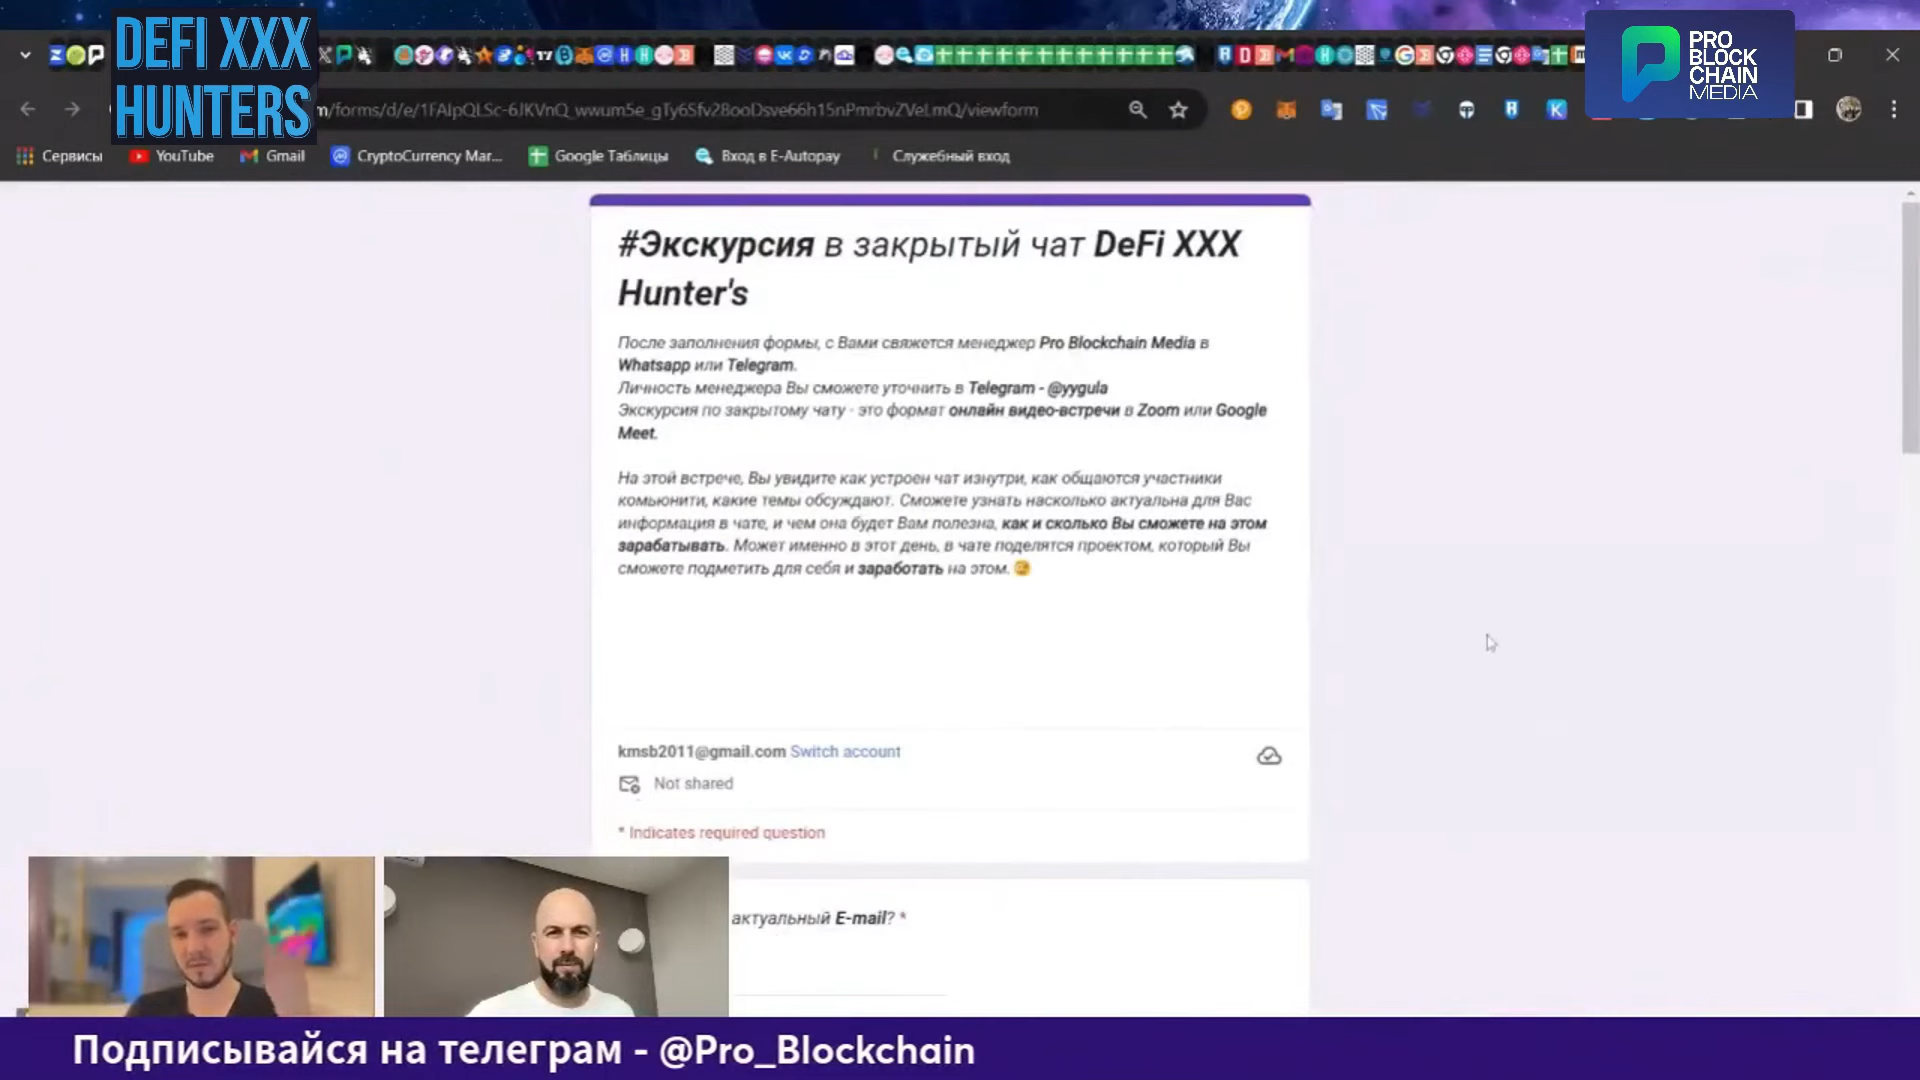 DEFI XXX
HUNTERS
PRO
BLOCK
CHAIN
MEDIA
m/forms/d/e/1FAIpQLSc-6JKVnQ_wwum5e_gTy6Sfv28ooDsve66h15nPmrbvZVeLmQ/viewform
Сервисы YouTube Gmail CryptoCurrency Mar... Google Таблицы Вход в E-Autopay Служебный вход
#Экскурсия в закрытый чат DeFi XXX
Hunter's
После заполнения формы, с Вами свяжется менеджер Pro Blockchain Media в
Whatsapp или Telegram.
Личность менеджера Вы сможете уточнить в Telegram - @yygula
Экскурсия по закрытому чату - это формат онлайн видео-встречи в Zoom или Google
Meet.
На этой встрече, Вы увидите как устроен чат изнутри, как общаются участники
комьюнити, какие темы обсуждают. Сможете узнать насколько актуальна для Вас
информация в чате, и чем она будет Вам полезна, как и сколько Вы сможете на этом
зарабатывать. Может именно в этот день, в чате поделятся проектом, который Вы
сможете подметить для себя и заработать на этом.
kmsb2011@gmail.com Switch account
Not shared
* Indicates required question
актуальный E-mail? *
Подписывайся на телеграм - @Pro_Blockchain